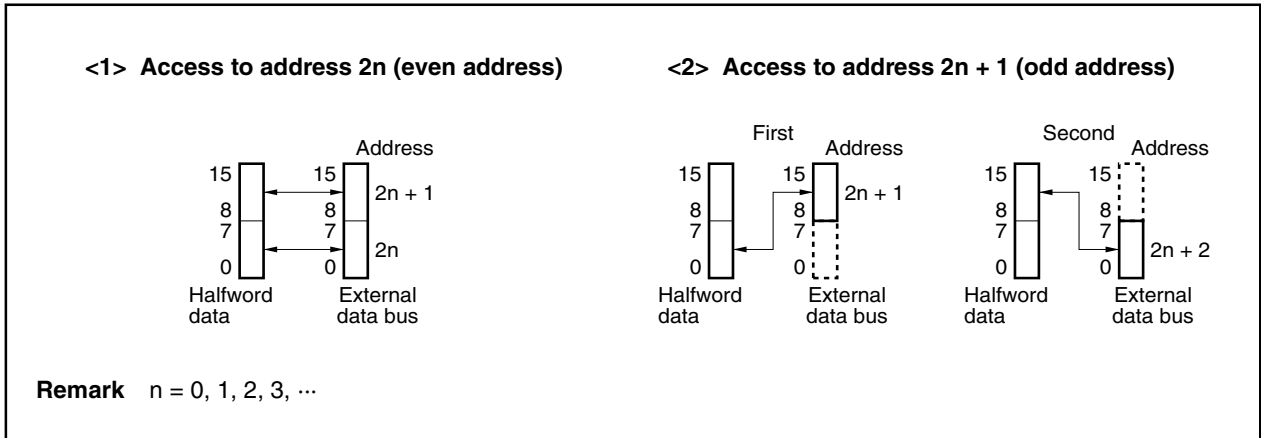 <1> Access to address 2n (even address)
<2> Access to address 2n + 1 (odd address)
Address
15 15
2n + 1
8 8
7 7
2n
0 0
Halfword data
External data bus
First
Address
15 15
2n + 1
8 8
7 7
0 0
Halfword data
External data bus
Second
Address
15 15
8 8
7 7
2n + 2
0 0
Halfword data
External data bus
Remark n = 0, 1, 2, 3, ···